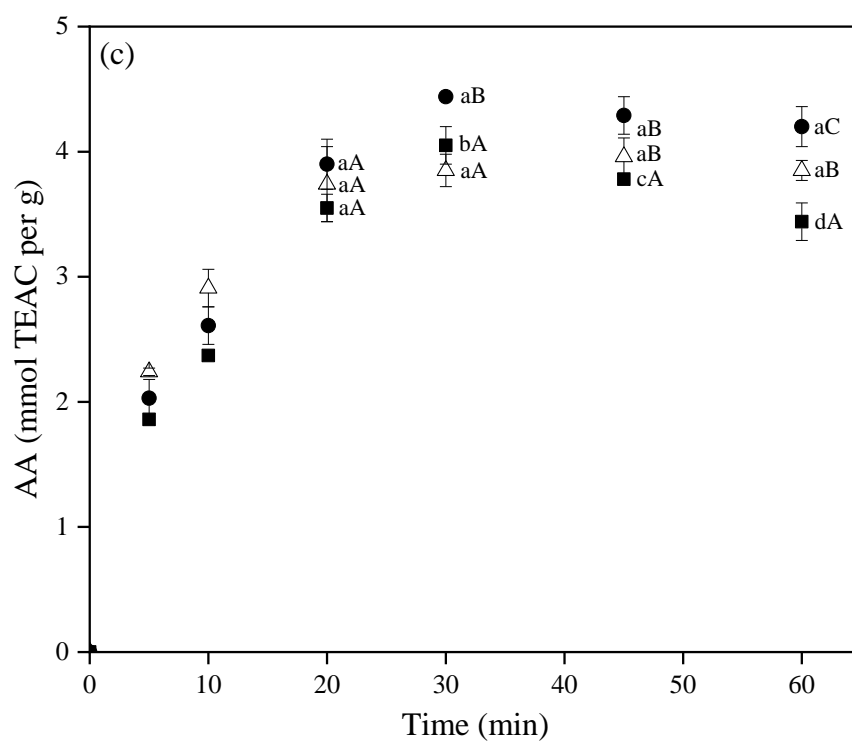 (c)
5
4
3
2
1
0
AA (mmol TEAC per g)
aA
aA
aA
aB
bA
aA
aB
aB
cA
aC
aB
dA
0 10 20 30 40 50 60
Time (min)